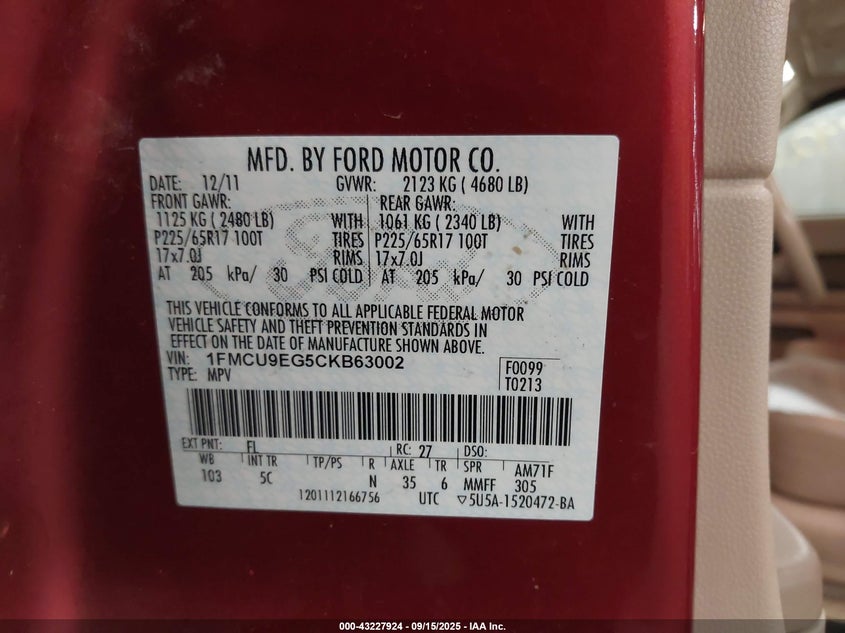 MFD. BY FORD MOTOR CO.
DATE: 12/11 GVWR: 2123 KG ( 4680 LB)
FRONT GAWR: REAR GAWR:
1125 KG ( 2480 LB) WITH 1061 KG ( 2340 LB) WITH
P225/65R17 100T TIRES P225/65R17 100T TIRES
17x7.0J RIMS 17x7.0J RIMS
AT 205 kPa/ 30 PSI COLD AT 205 kPa/ 30 PSI COLD
THIS VEHICLE CONFORMS TO ALL APPLICABLE FEDERAL MOTOR
VEHICLE SAFETY AND THEFT PREVENTION STANDARDS IN
EFFECT ON THE DATE OF MANUFACTURE SHOWN ABOVE.
VIN: 1FMCU9EG5CKB63002
TYPE: MPV
F0099
T0213
EXT PNT: FL RC: 27 DSO:
WB INT TR TP/PS R AXLE TR SPR AM71F
103 5C N 35 6 MMFF 305
1201112166756 UTC ▽5U5A-1520472-BA
000-43227924 - 09/15/2025 - IAA Inc.